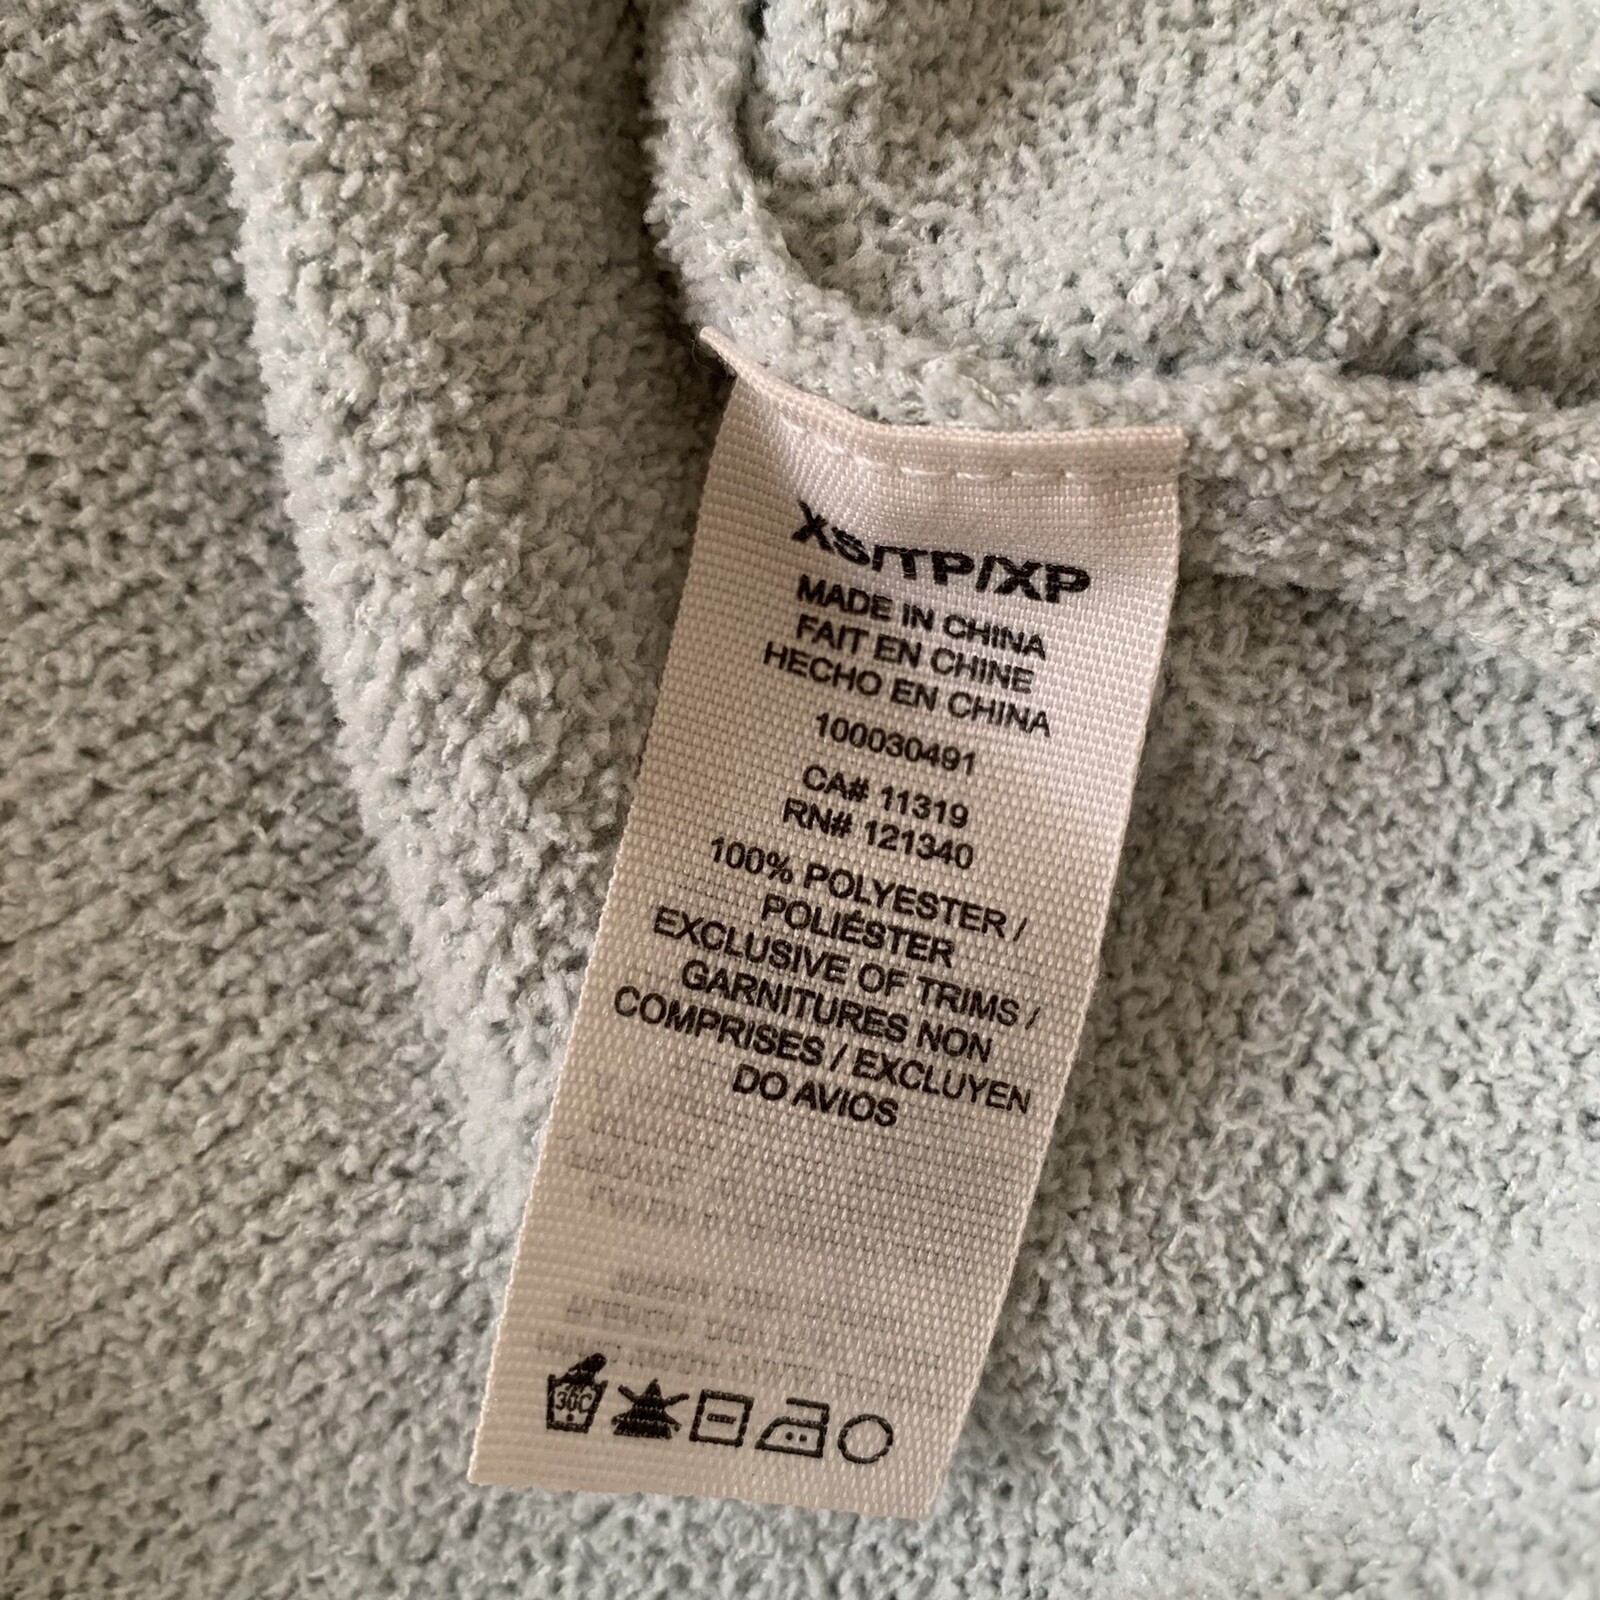 XS/TP/XP
MADE IN CHINA
FAIT EN CHINE
HECHO EN CHINA
100030491
CA# 11319
RN# 121340
100% POLYESTER /
POLIÉSTER
EXCLUSIVE OF TRIMS /
GARNITURES NON
COMPRISES / EXCLUYEN
DO AVIOS
30C